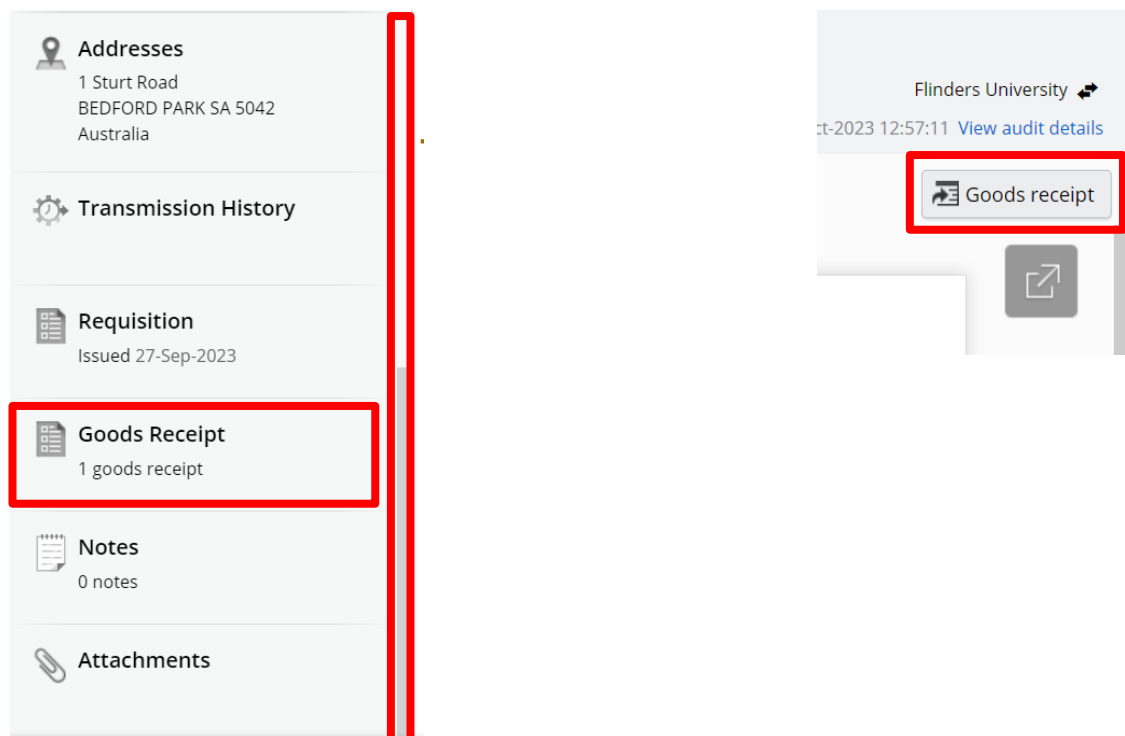 Addresses
1 Sturt Road
BEDFORD PARK SA 5042
Australia
Transmission History
Requisition
Issued 27-Sep-2023
Goods Receipt
1 goods receipt
Notes
0 notes
Attachments
Flinders University
ct-2023 12:57:11 View audit details
Goods receipt